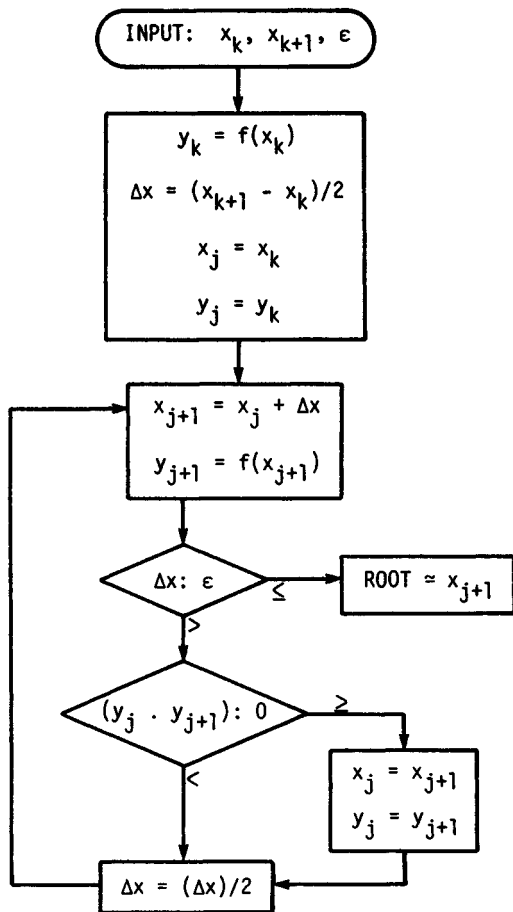 INPUT: x_k, x_{k+1}, ε
y_k = f(x_k)
Δx = (x_{k+1} - x_k)/2
x_j = x_k
y_j = y_k
x_{j+1} = x_j + Δx
y_{j+1} = f(x_{j+1})
Δx: ε
≤
ROOT ≃ x_{j+1}
>
(y_j . y_{j+1}): 0
≥
<
x_j = x_{j+1}
y_j = y_{j+1}
Δx = (Δx)/2